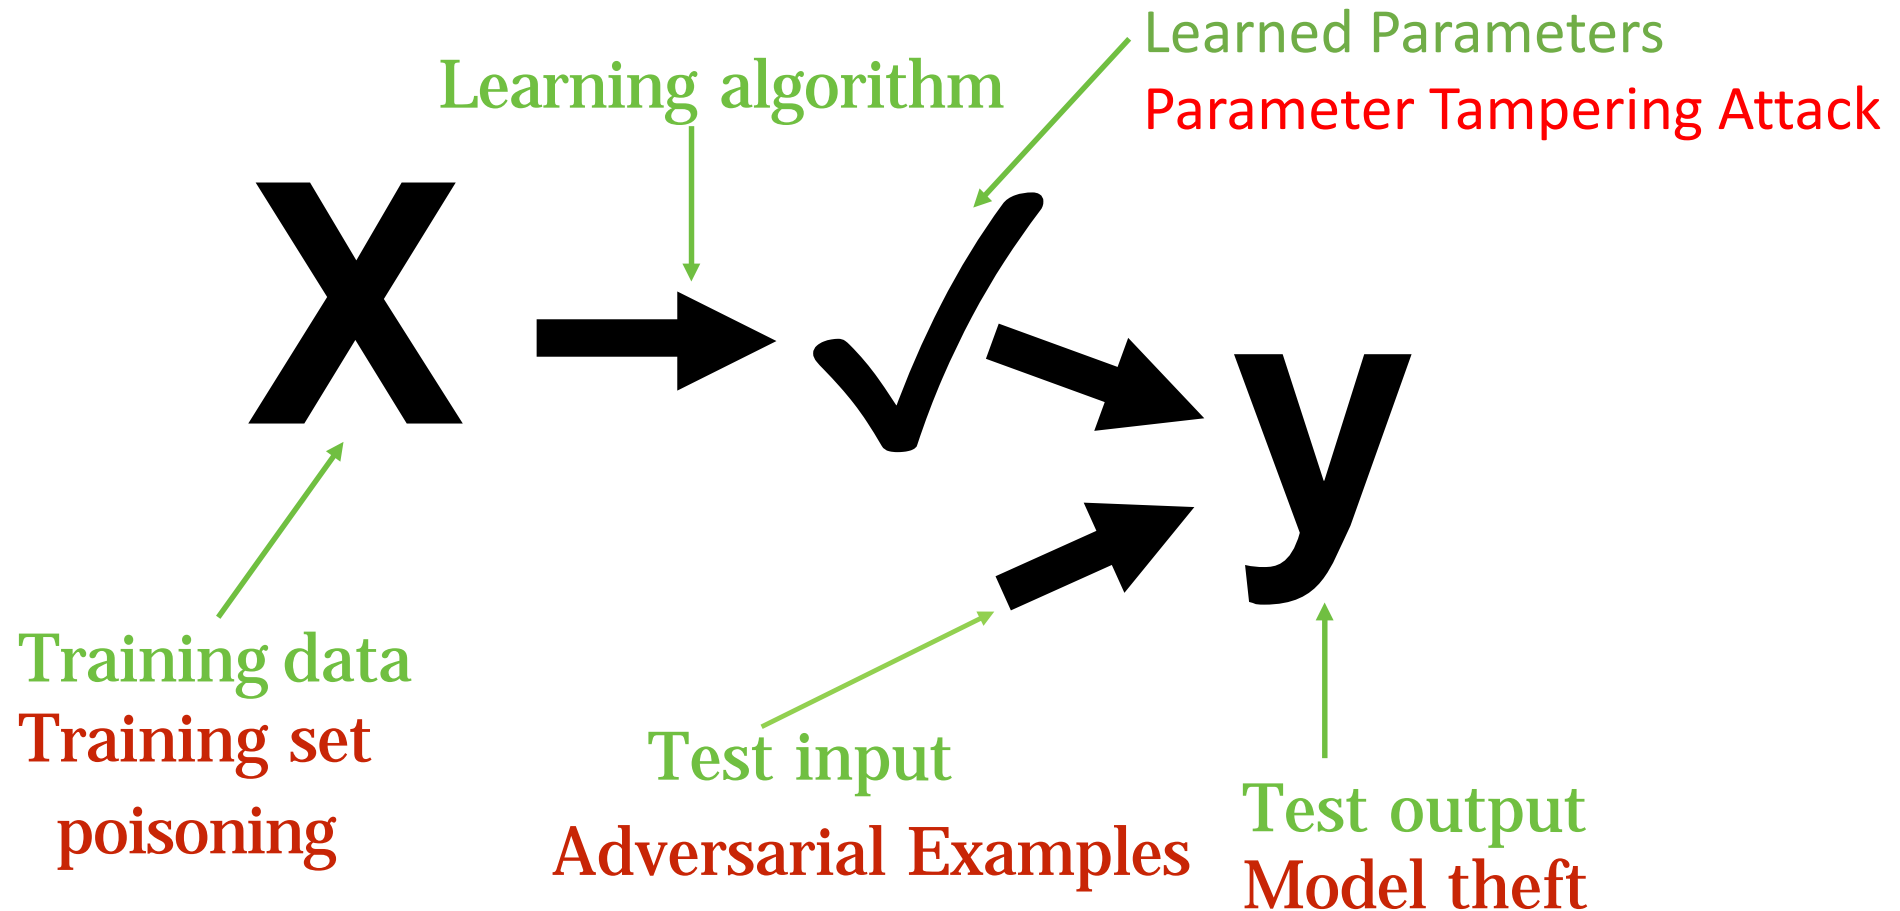 Learned Parameters
Parameter Tampering Attack
Learning algorithm
X
✓
y
Training data
Training set
poisoning
Test input
Adversarial Examples
Test output
Model theft